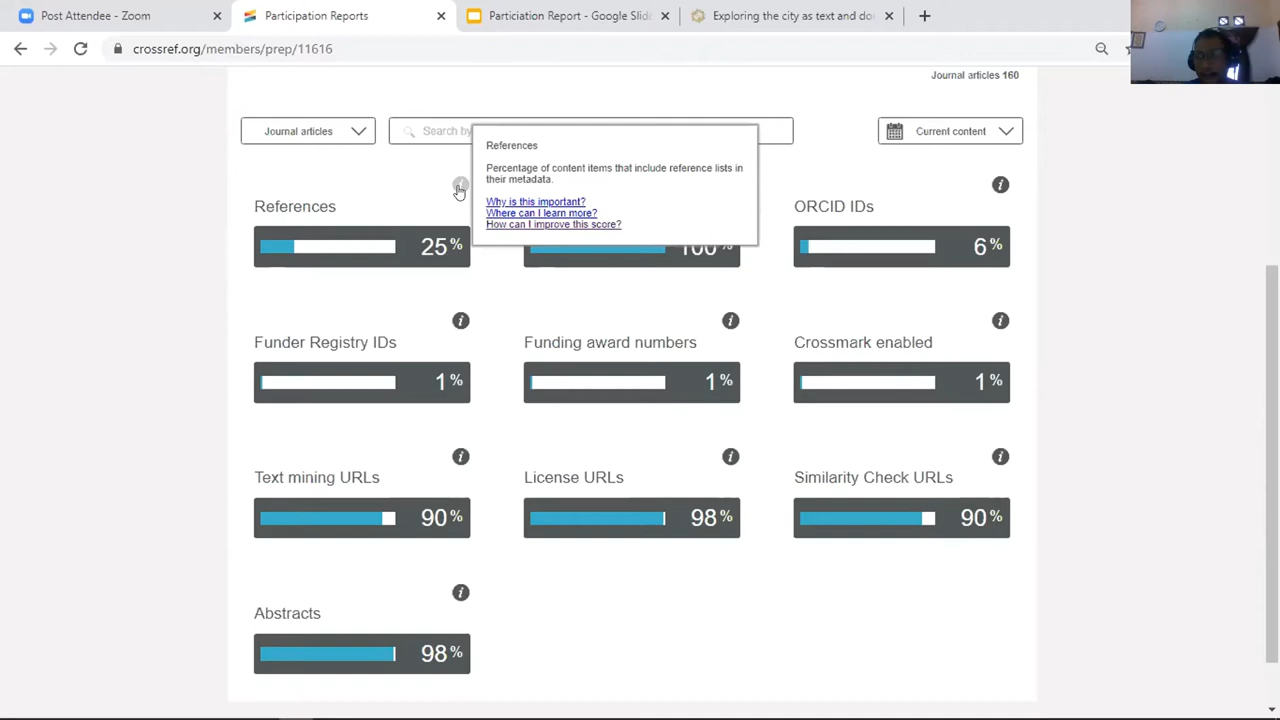 Post Attendee - Zoom
Participation Reports
Particiation Report - Google Slide
Exploring the city as text and do
crossref.org/members/prep/11616
Journal articles 160
Journal articles
Search by
Current content
References
Percentage of content items that include reference lists in
their metadata.
Why is this important?
Where can I learn more?
How can I improve this score?
References
25 %
100 %
ORCID IDs
6 %
Funder Registry IDs
1 %
Funding award numbers
1 %
Crossmark enabled
1 %
Text mining URLs
90 %
License URLs
98 %
Similarity Check URLs
90 %
Abstracts
98 %